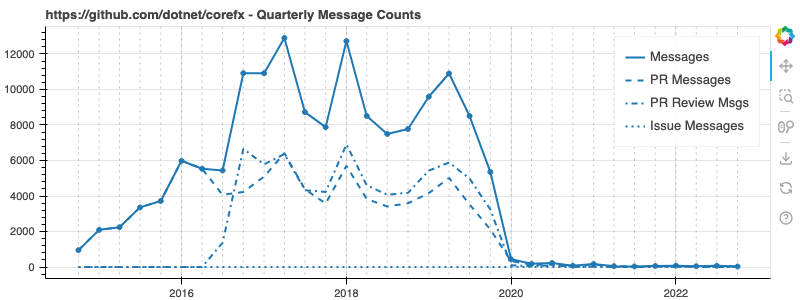 https://github.com/dotnet/corefx - Quarterly Message Counts
Messages
PR Messages
PR Review Msgs
Issue Messages
12000
10000
8000
6000
4000
2000
0
2016
2018
2020
2022